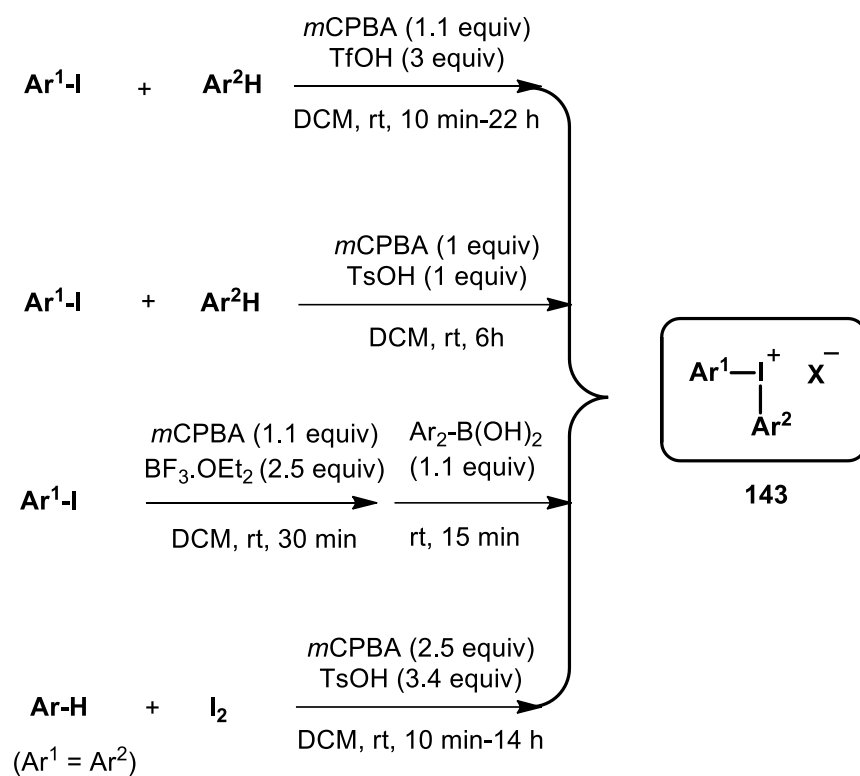 mCPBA (1.1 equiv)
TfOH (3 equiv)
Ar¹-I + Ar²H
DCM, rt, 10 min-22 h
mCPBA (1 equiv)
TsOH (1 equiv)
Ar¹-I + Ar²H
DCM, rt, 6h
mCPBA (1.1 equiv)
BF₃.OEt₂ (2.5 equiv)
Ar₂-B(OH)₂
(1.1 equiv)
Ar¹-I
DCM, rt, 30 min
rt, 15 min
mCPBA (2.5 equiv)
TsOH (3.4 equiv)
Ar-H + I₂
(Ar¹ = Ar²)
DCM, rt, 10 min-14 h
Ar¹—I⁺ X⁻
Ar²
143